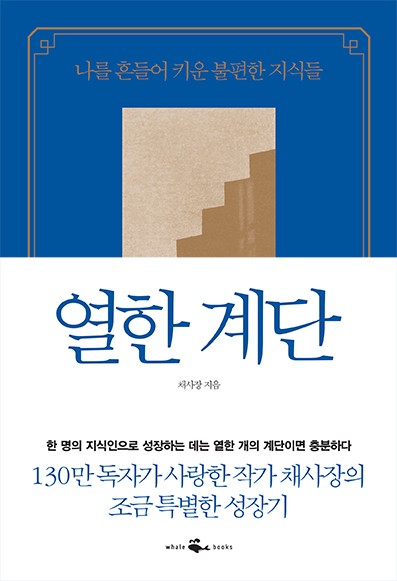 나를 흔들어 키운 불편한 지식들
열한 계단
채사장 지음
한 명의 지식인으로 성장하는 데는 열한 개의 계단이면 충분하다
130만 독자가 사랑한 작가 채사장의
조금 특별한 성장기
whale books